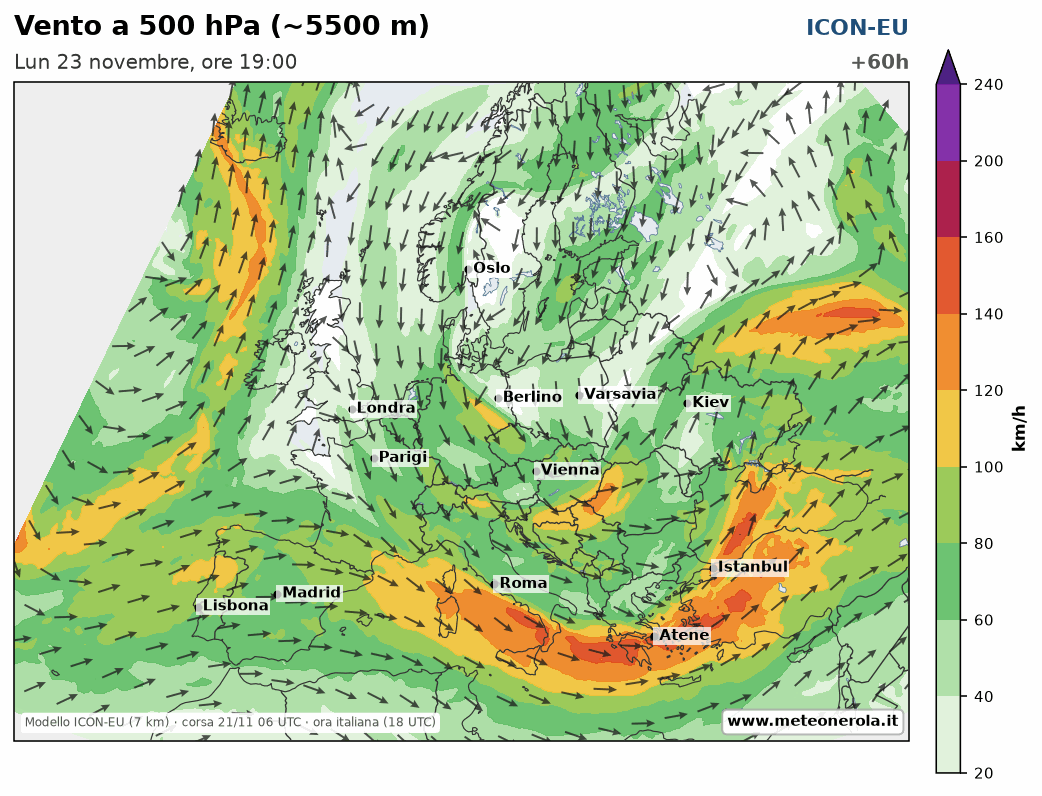 Vento a 500 hPa (~5500 m)
ICON-EU
Lun 23 novembre, ore 19:00
+60h
240
200
160
140
120
100
80
60
40
20
km/h
Oslo
Berlino
Varsavia
Kiev
Londra
Parigi
Vienna
Istanbul
Roma
Madrid
Lisbona
Atene
Modello ICON-EU (7 km) · corsa 21/11 06 UTC · ora italiana (18 UTC)
www.meteonerola.it